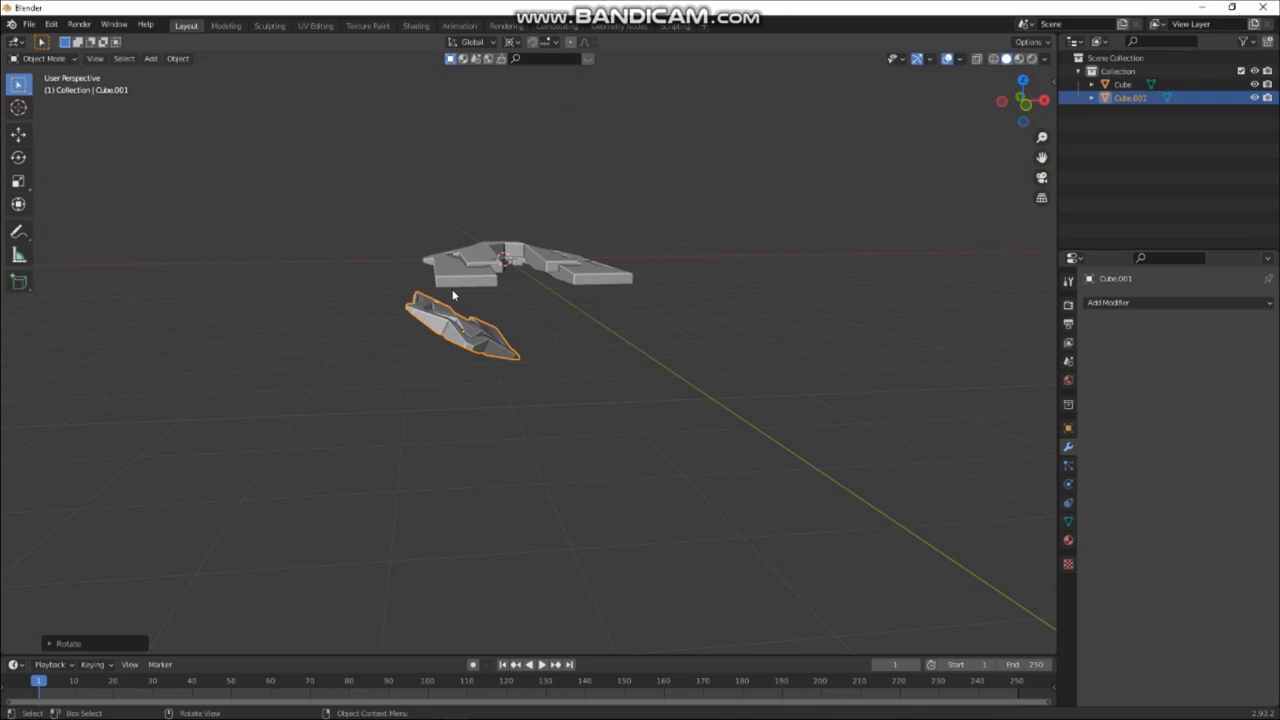 Blender
www.BANDICAM.com
File Edit Render Window Help Layout Modeling Sculpting UV Editing Texture Paint Shading Animation Rendering Compositing Geometry Nodes Scripting Scene View Layer
Global Options
Object Mode View Select Add Object
User Perspective
(1) Collection | Cube.001
Scene Collection
Collection
Cube
Cube.001
Z
X
Cube.001
Add Modifier
Rotate
Playback Keying View Marker 1 Start 1 End 250
1 10 20 30 40 50 60 70 80 90 100 110 120 130 140 150 160 170 180 190 200 210 220 230 240 250
Select Box Select Rotate View Object Context Menu 2.93.2